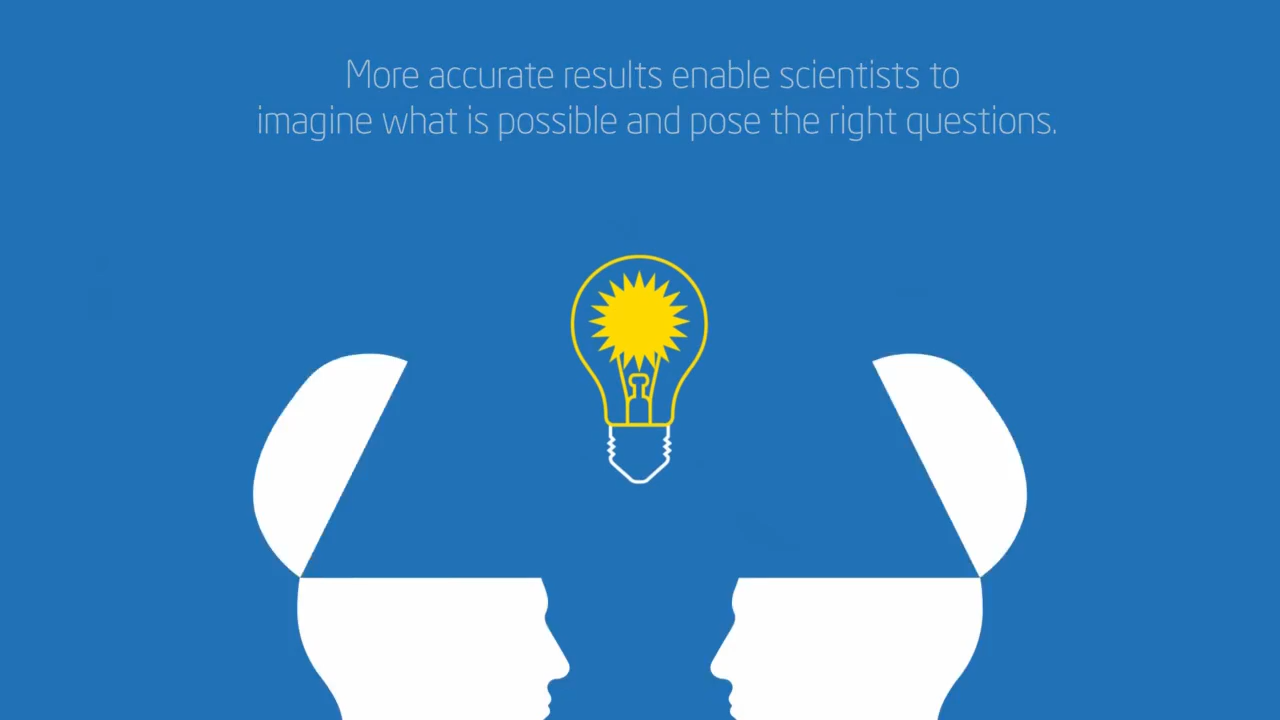 More accurate results enable scientists to
imagine what is possible and pose the right questions.